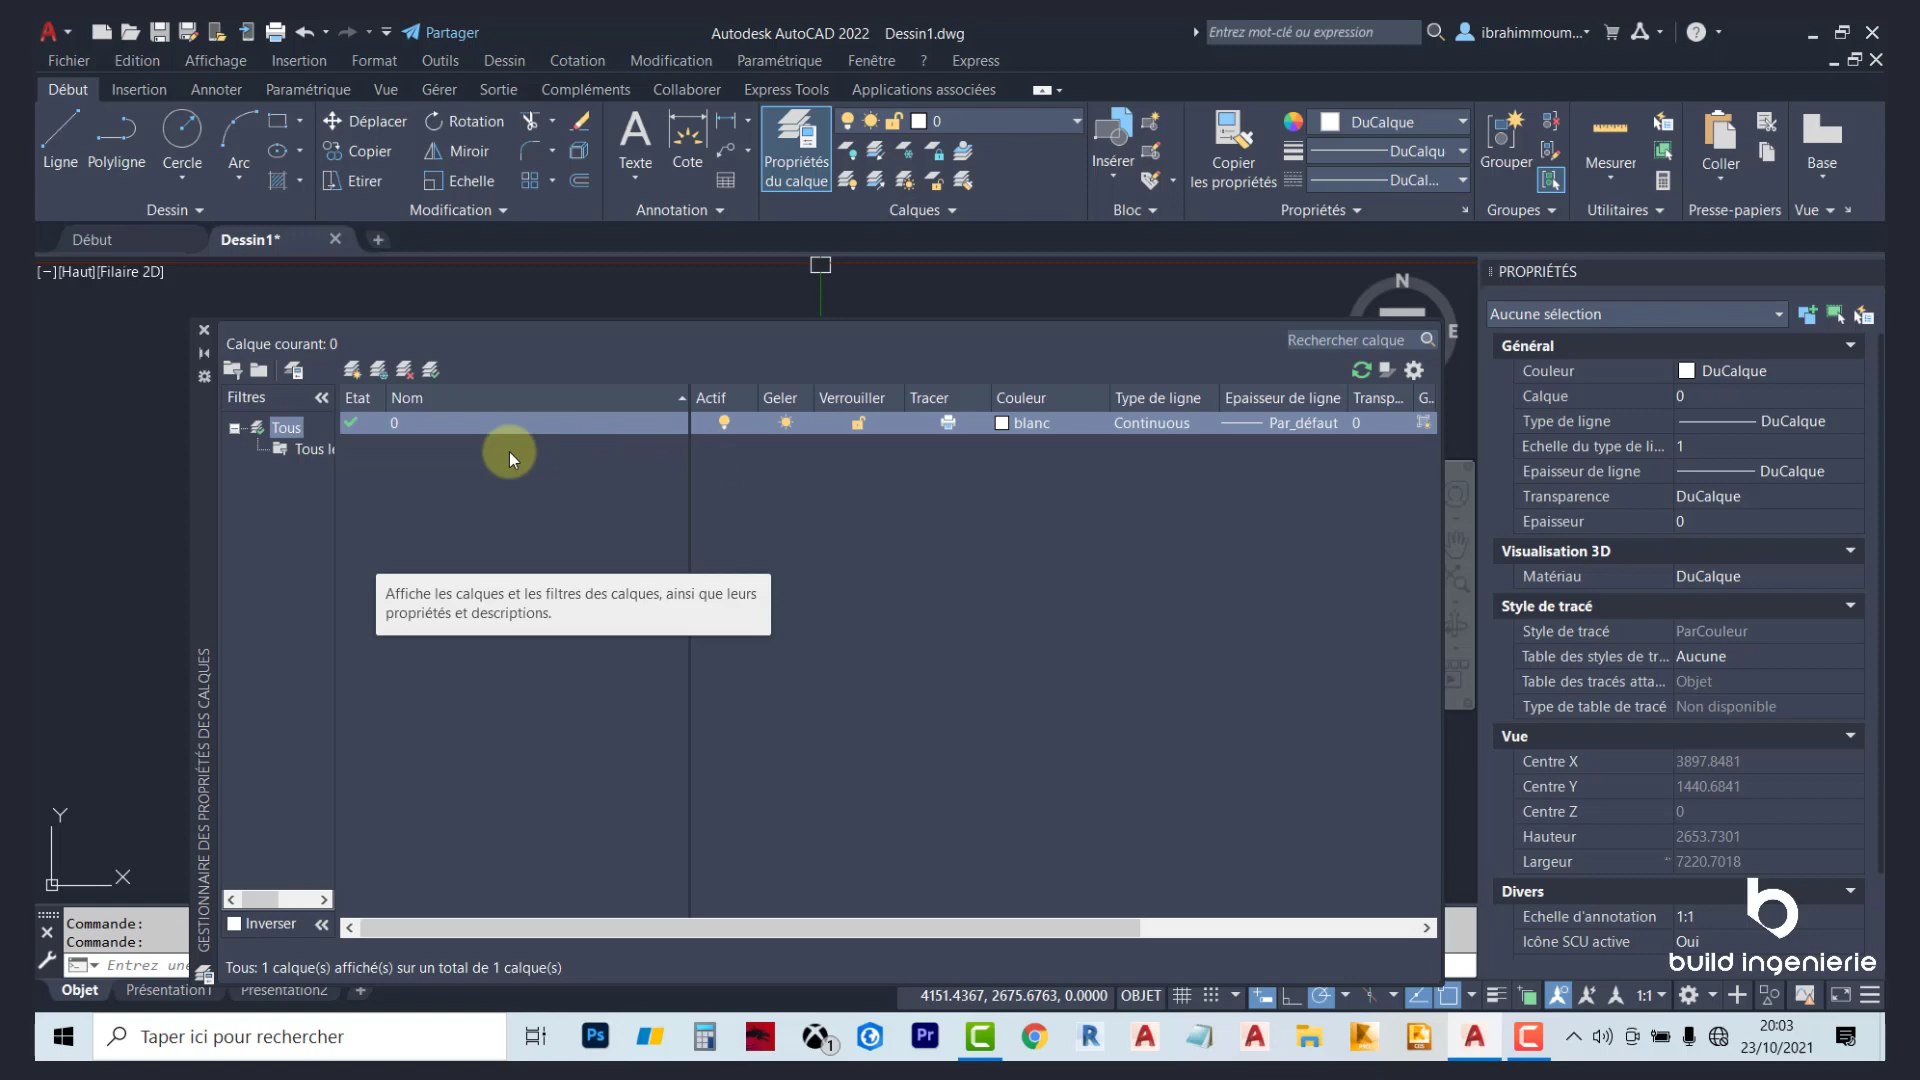 Partager
Autodesk AutoCAD 2022 Dessin1.dwg
Entrez mot-clé ou expression
ibrahimmoum...
Fichier Edition Affichage Insertion Format Outils Dessin Cotation Modification Paramétrique Fenêtre ? Express
Début Insertion Annoter Paramétrique Vue Gérer Sortie Compléments Collaborer Express Tools Applications associées
Ligne Polyligne Cercle Arc
Déplacer Rotation
Copier Miroir
Etirer Echelle
Texte Cote
Propriétés
du calque
0
Insérer
Copier
les propriétés
DuCalque
DuCalqu
DuCal...
Grouper
Mesurer
Coller
Base
Dessin Modification Annotation Calques Bloc Propriétés Groupes Utilitaires Presse-papiers Vue
Début Dessin1*
[−][Haut][Filaire 2D]
N
E
Calque courant: 0
Rechercher calque
Filtres
Etat Nom Actif Geler Verrouiller Tracer Couleur Type de ligne Epaisseur de ligne Transp... G..
0 blanc Continuous Par_défaut 0
Tous
Tous le
Affiche les calques et les filtres des calques, ainsi que leurs
propriétés et descriptions.
GESTIONNAIRE DES PROPRIÉTÉS DES CALQUES
Inverser
Tous: 1 calque(s) affiché(s) sur un total de 1 calque(s)
Y
X
Commande:
Commande:
Entrez une
Objet Présentation1 Présentation2 +
4151.4367, 2675.6763, 0.0000 OBJET
1:1
PROPRIÉTÉS
Aucune sélection
Général
Couleur DuCalque
Calque 0
Type de ligne DuCalque
Echelle du type de li... 1
Epaisseur de ligne DuCalque
Transparence DuCalque
Epaisseur 0
Visualisation 3D
Matériau DuCalque
Style de tracé
Style de tracé ParCouleur
Table des styles de tr... Aucune
Table des tracés atta... Objet
Type de table de tracé Non disponible
Vue
Centre X 3897.8481
Centre Y 1440.6841
Centre Z 0
Hauteur 2653.7301
Largeur 7220.7018
Divers
Echelle d'annotation 1:1
Icône SCU active Oui
build ingenierie
Taper ici pour rechercher
Ps
1
Pr
R
A
A
A
20:03
23/10/2021